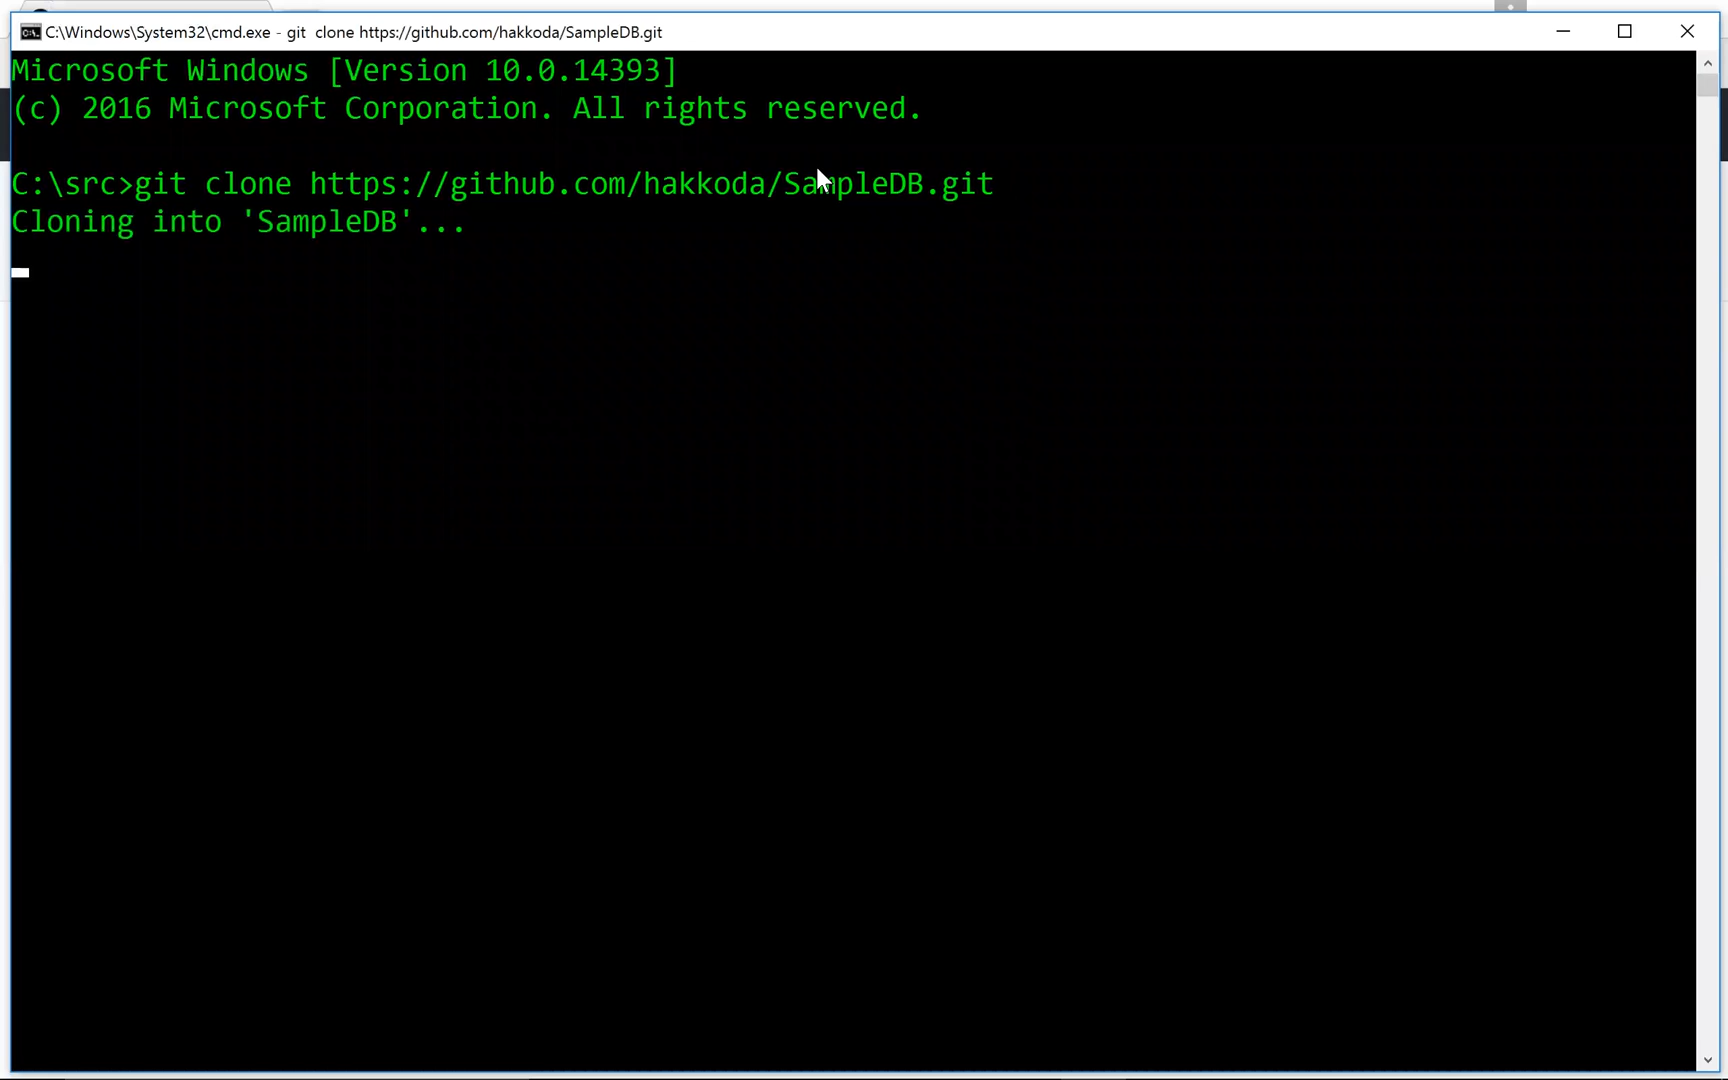 C:\Windows\System32\cmd.exe - git  clone https://github.com/hakkoda/SampleDB.git
Microsoft Windows [Version 10.0.14393]
(c) 2016 Microsoft Corporation. All rights reserved.
C:\src>git clone https://github.com/hakkoda/SampleDB.git
Cloning into 'SampleDB'...